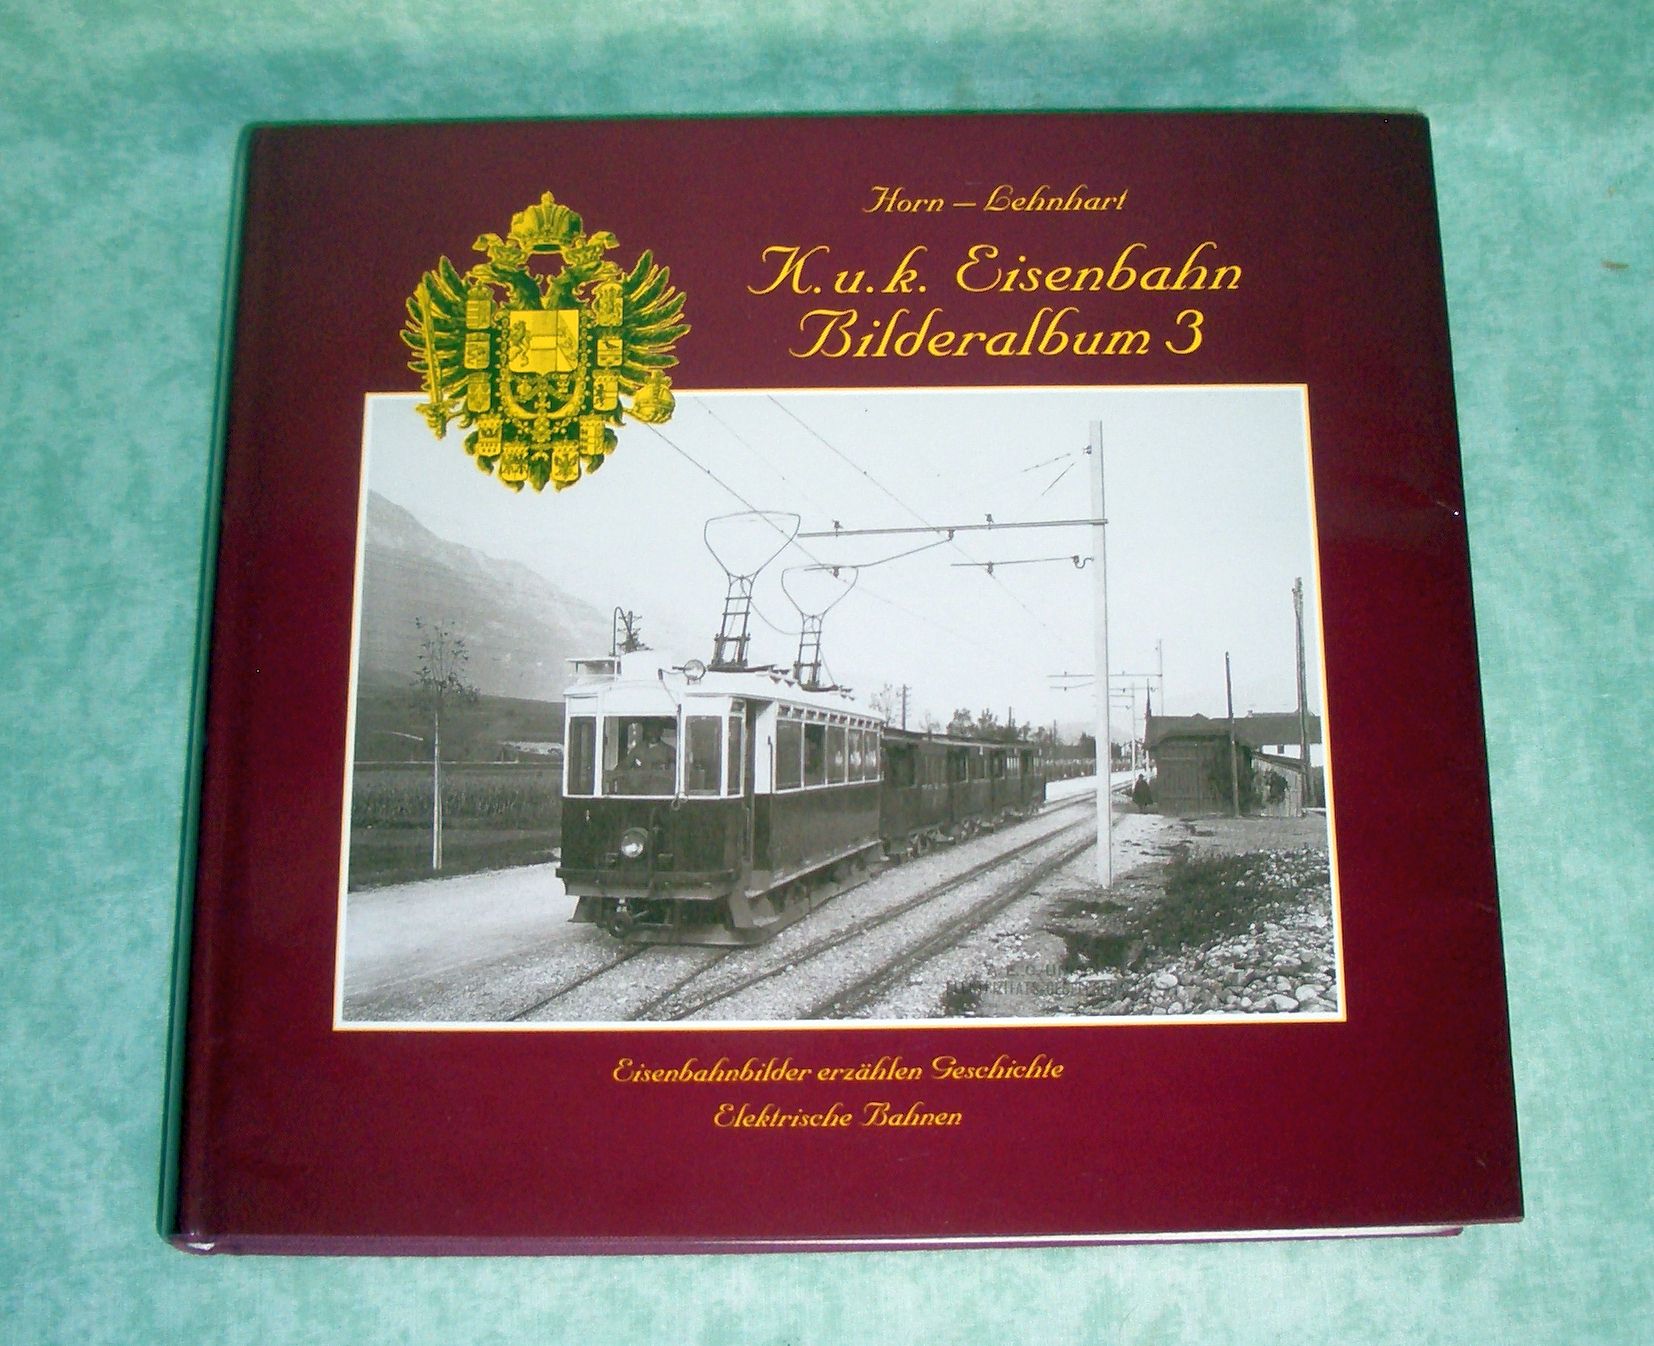 Horn – Lehnhart
K. u. k. Eisenbahn
Bilderalbum 3
Eisenbahnbilder erzählen Geschichte
Elektrische Bahnen